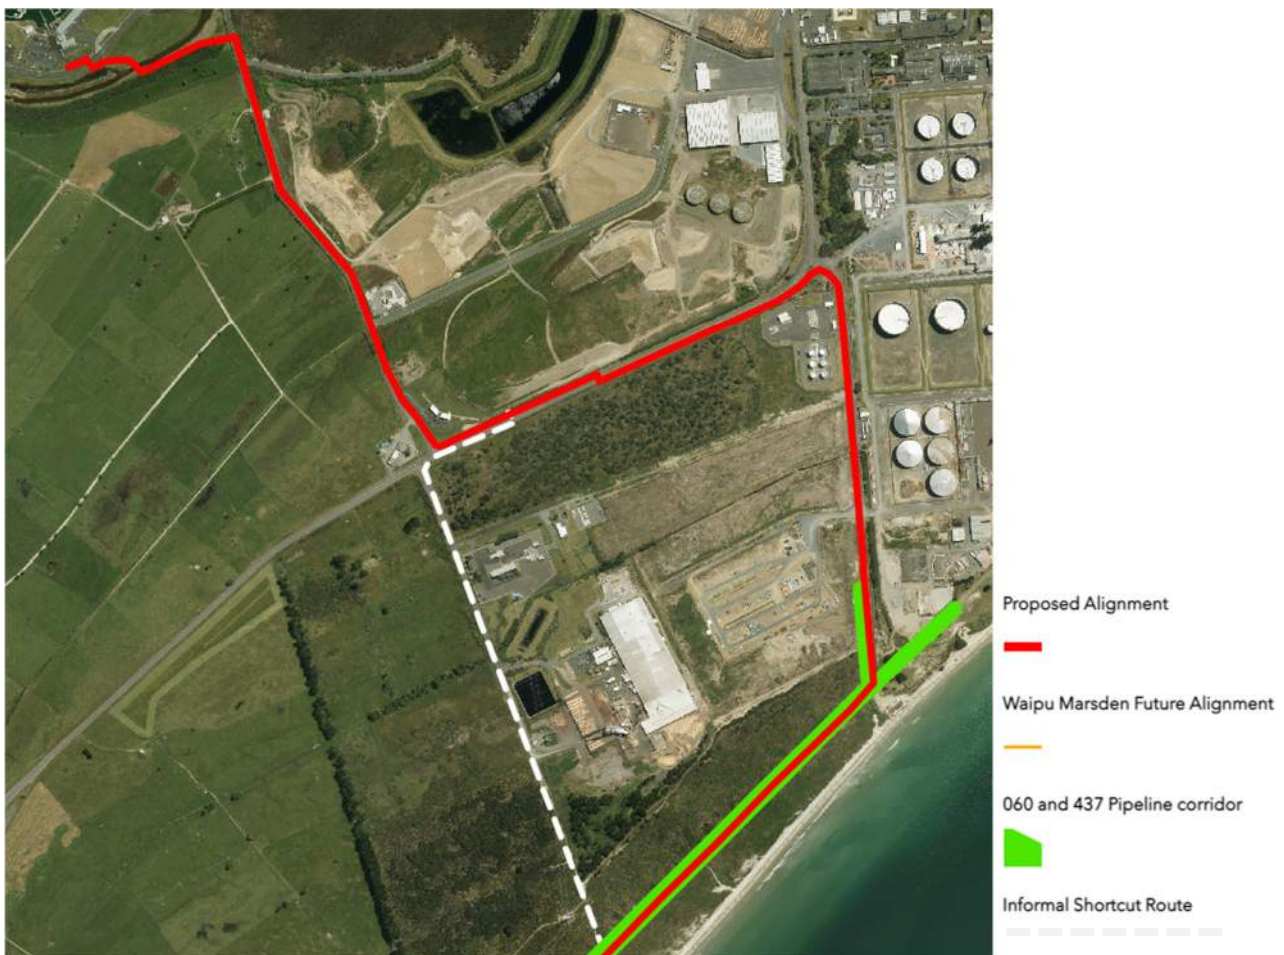 Proposed Alignment
Waipu Marsden Future Alignment
060 and 437 Pipeline corridor
Informal Shortcut Route